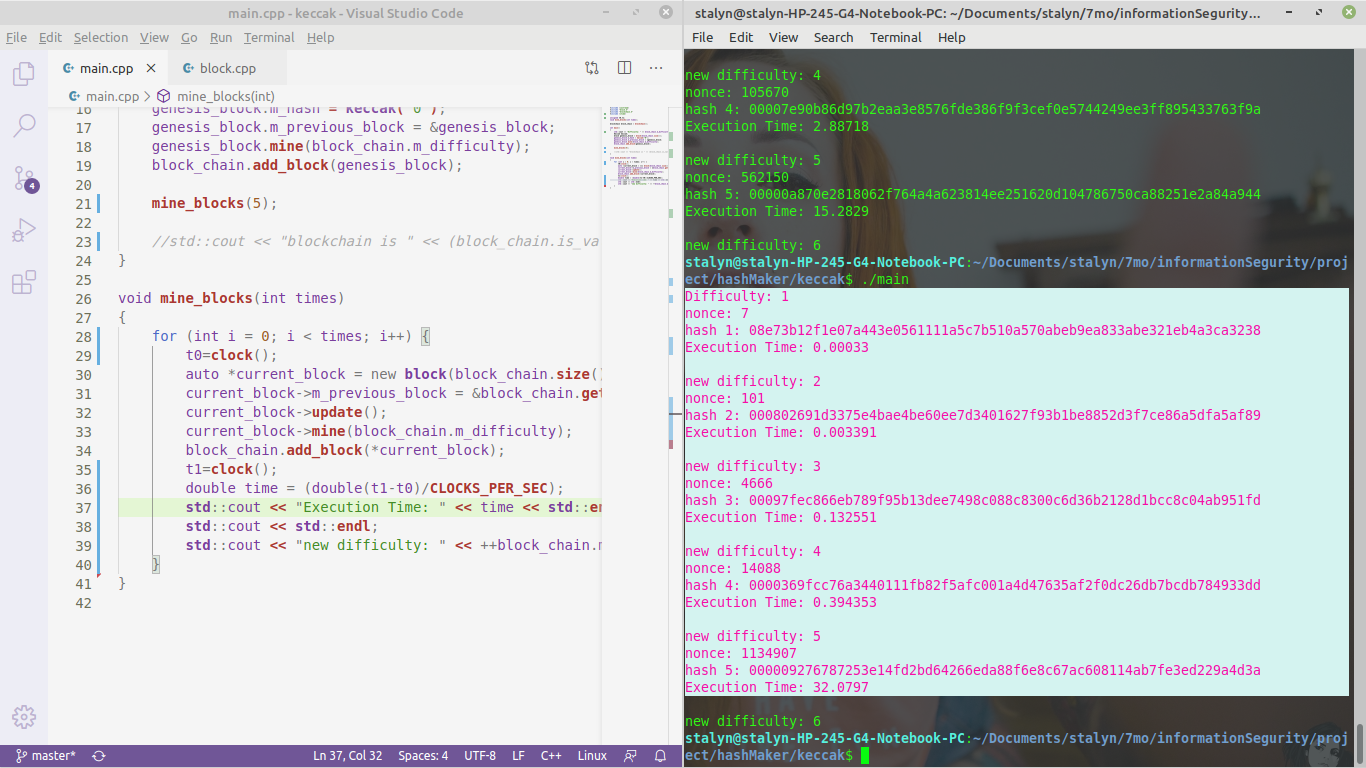 main.cpp - keccak - Visual Studio Code
File Edit Selection View Go Run Terminal Help
main.cpp
block.cpp
main.cpp > mine_blocks(int)
16 genesis_block.m_hash = keccak("0");
17 genesis_block.m_previous_block = &genesis_block;
18 genesis_block.mine(block_chain.m_difficulty);
19 block_chain.add_block(genesis_block);
20
21 mine_blocks(5);
22
23 //std::cout << "blockchain is " << (block_chain.is_va
24 }
25
26 void mine_blocks(int times)
27 {
28 for (int i = 0; i < times; i++) {
29 t0=clock();
30 auto *current_block = new block(block_chain.size(
31 current_block->m_previous_block = &block_chain.get
32 current_block->update();
33 current_block->mine(block_chain.m_difficulty);
34 block_chain.add_block(*current_block);
35 t1=clock();
36 double time = (double(t1-t0)/CLOCKS_PER_SEC);
37 std::cout << "Execution Time: " << time << std::en
38 std::cout << std::endl;
39 std::cout << "new difficulty: " << ++block_chain.m
40 }
41 }
42
4
master*
Ln 37, Col 32 Spaces: 4 UTF-8 LF C++ Linux
stalyn@stalyn-HP-245-G4-Notebook-PC: ~/Documents/stalyn/7mo/informationSegurity...
File Edit View Search Terminal Help
new difficulty: 4
nonce: 105670
hash 4: 00007e90b86d97b2eaa3e8576fde386f9f3cef0e5744249ee3ff895433763f9a
Execution Time: 2.88718
new difficulty: 5
nonce: 562150
hash 5: 00000a870e2818062f764a4a623814ee251620d104786750ca88251e2a84a944
Execution Time: 15.2829
new difficulty: 6
stalyn@stalyn-HP-245-G4-Notebook-PC:~/Documents/stalyn/7mo/informationSegurity/proj
ect/hashMaker/keccak$ ./main
Difficulty: 1
nonce: 7
hash 1: 08e73b12f1e07a443e0561111a5c7b510a570abeb9ea833abe321eb4a3ca3238
Execution Time: 0.00033
new difficulty: 2
nonce: 101
hash 2: 000802691d3375e4bae4be60ee7d3401627f93b1be8852d3f7ce86a5dfa5af89
Execution Time: 0.003391
new difficulty: 3
nonce: 4666
hash 3: 00097fec866eb789f95b13dee7498c088c8300c6d36b2128d1bcc8c04ab951fd
Execution Time: 0.132551
new difficulty: 4
nonce: 14088
hash 4: 0000369fcc76a3440111fb82f5afc001a4d47635af2f0dc26db7bcdb784933dd
Execution Time: 0.394353
new difficulty: 5
nonce: 1134907
hash 5: 000009276787253e14fd2bd64266eda88f6e8c67ac608114ab7fe3ed229a4d3a
Execution Time: 32.0797
new difficulty: 6
stalyn@stalyn-HP-245-G4-Notebook-PC:~/Documents/stalyn/7mo/informationSegurity/proj
ect/hashMaker/keccak$